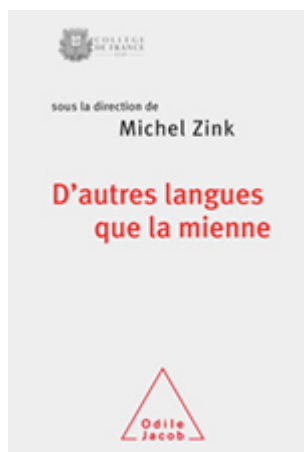 COLLÈGE
DE FRANCE
sous la direction de
Michel Zink
D'autres langues
que la mienne
Odile
Jacob